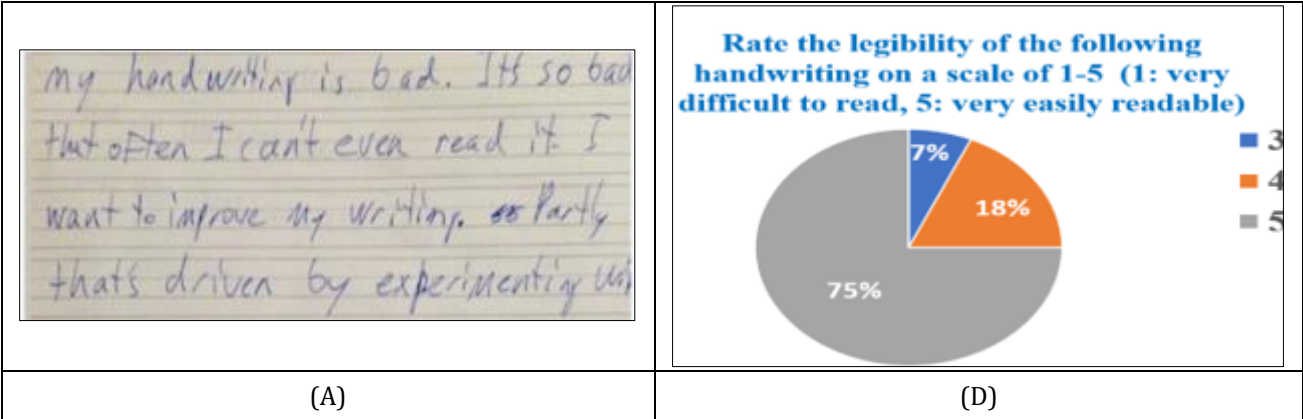 my handwriting is bad. It's so bad
that often I can't even read it. I
want to improve my writing. Partly
that's driven by experimenting
(A)
Rate the legibility of the following
handwriting on a scale of 1-5 (1: very
difficult to read, 5: very easily readable)
7%
18%
75%
3
4
5
(D)